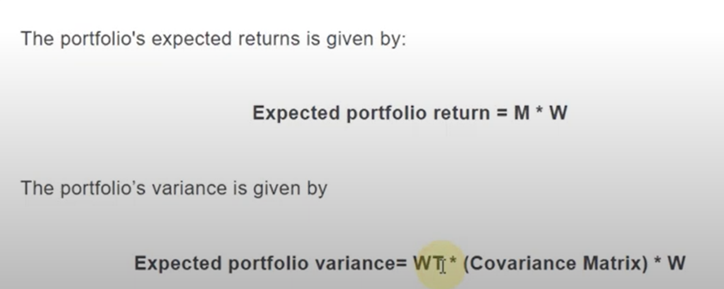 The portfolio's expected returns is given by:
Expected portfolio return = M * W
The portfolio’s variance is given by
Expected portfolio variance= WT * (Covariance Matrix) * W